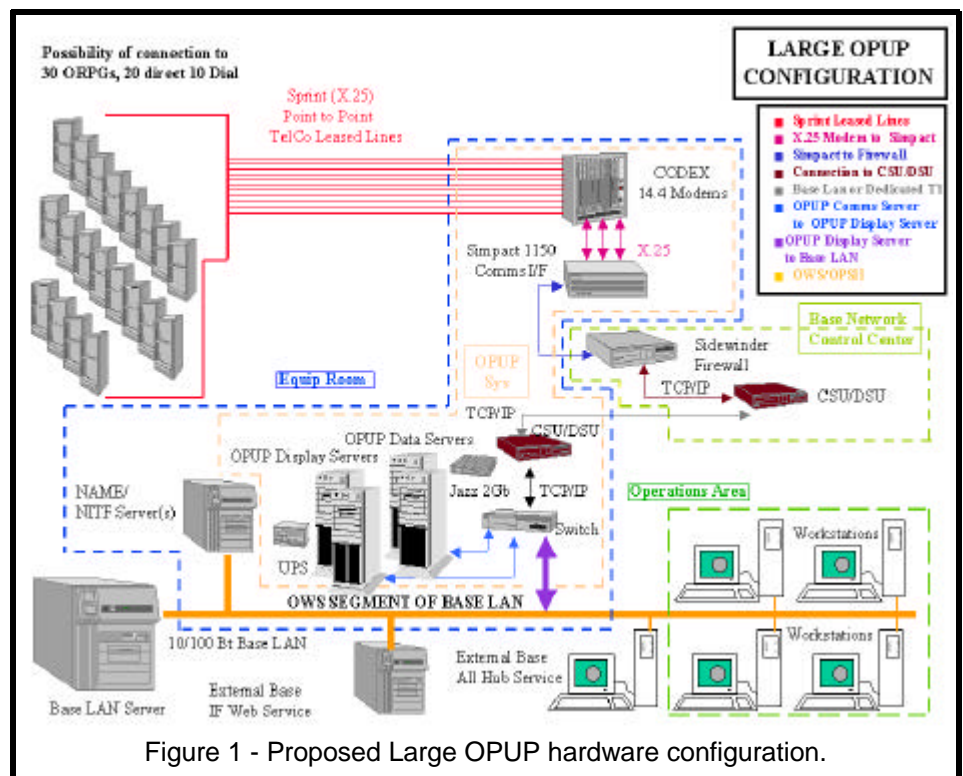 Possibility of connection to
30 ORPGs, 20 direct 10 Dial
Sprint (X.25)
Point to Point
TelCo Leased Lines
LARGE OPUP
CONFIGURATION
Sprint Leased Lines
X.25 Modem to Simpact
Simpact to Firewall
Connection to CSU/DSU
Base Lan or Dedicated T1
OPUP Comms Server
to OPUP Display Server
OPUP Display Server
to Base LAN
OWS/OPSII
CODEX
14.4 Modems
X.25
Simpact 1150
Comms I/F
Base Network
Control Center
Sidewinder
Firewall
TCP/IP
CSU/DSU
OPUP
Sys
Equip Room
TCP/IP
CSU/DSU
OPUP Data Servers
OPUP Display Servers
Jazz 2Gb
TCP/IP
Switch
UPS
NAME/
NITF Server(s)
Operations Area
Workstations
Workstations
OWS SEGMENT OF BASE LAN
10/100 Bt Base LAN
Base LAN Server
External Base
IF Web Service
External Base
All Hub Service
Figure 1 - Proposed Large OPUP hardware configuration.